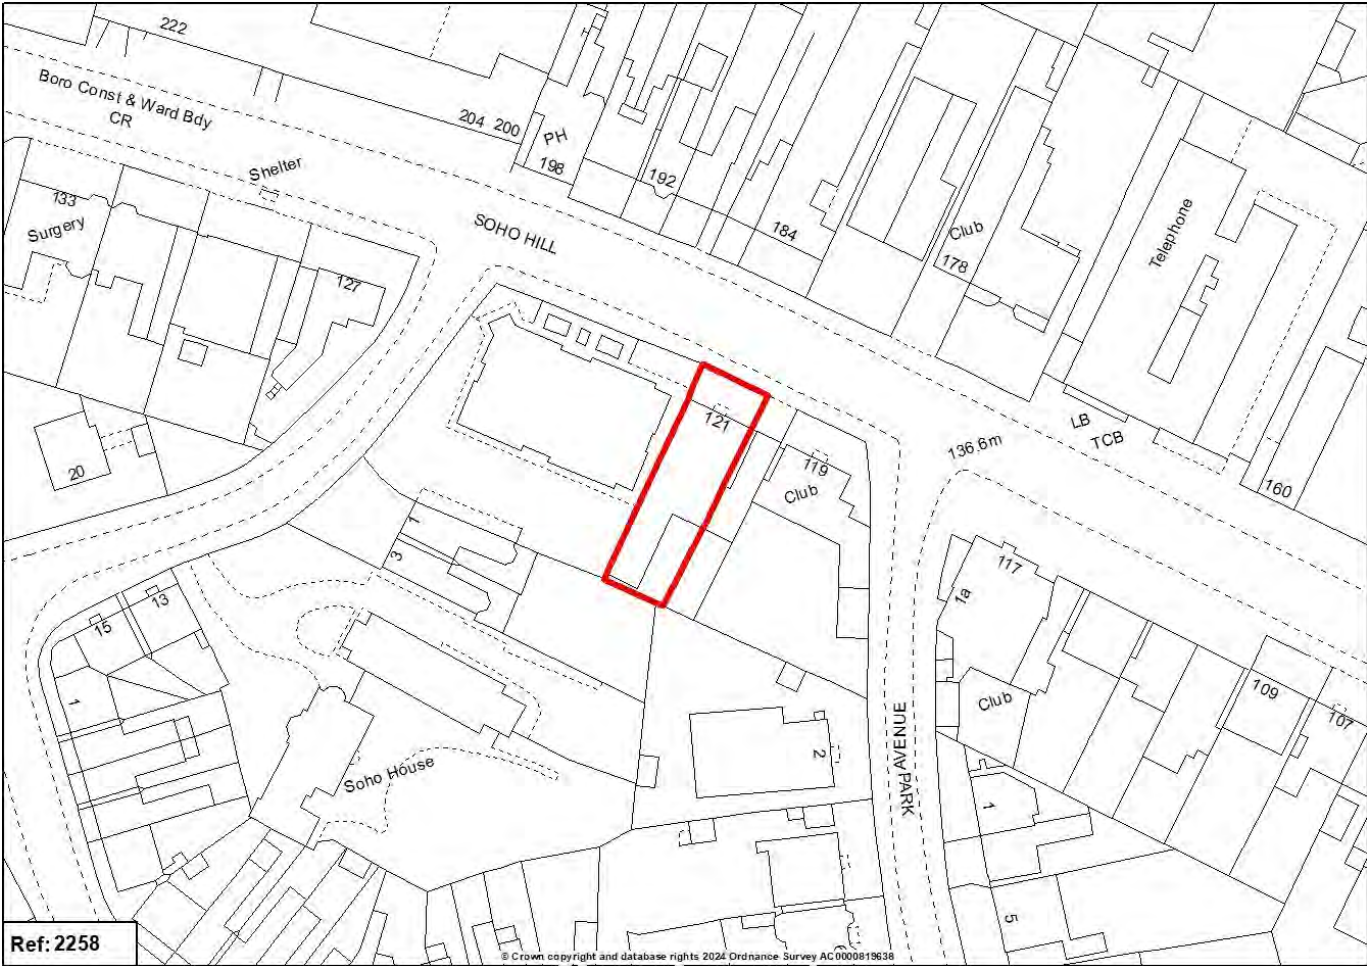 222
Boro Const & Ward Bdy
CR
Shelter
204 200
PH
198
192
184
133
Surgery
127
SOHO HILL
Club
178
Telephone
121
119
Club
136.6m
LB
TCB
160
20
1
3
13
15
1
117
1a
Club
109
107
2
AVENUE
PARK
1
5
Soho House
Ref: 2258
© Crown copyright and database rights 2024 Ordnance Survey AC0000819638